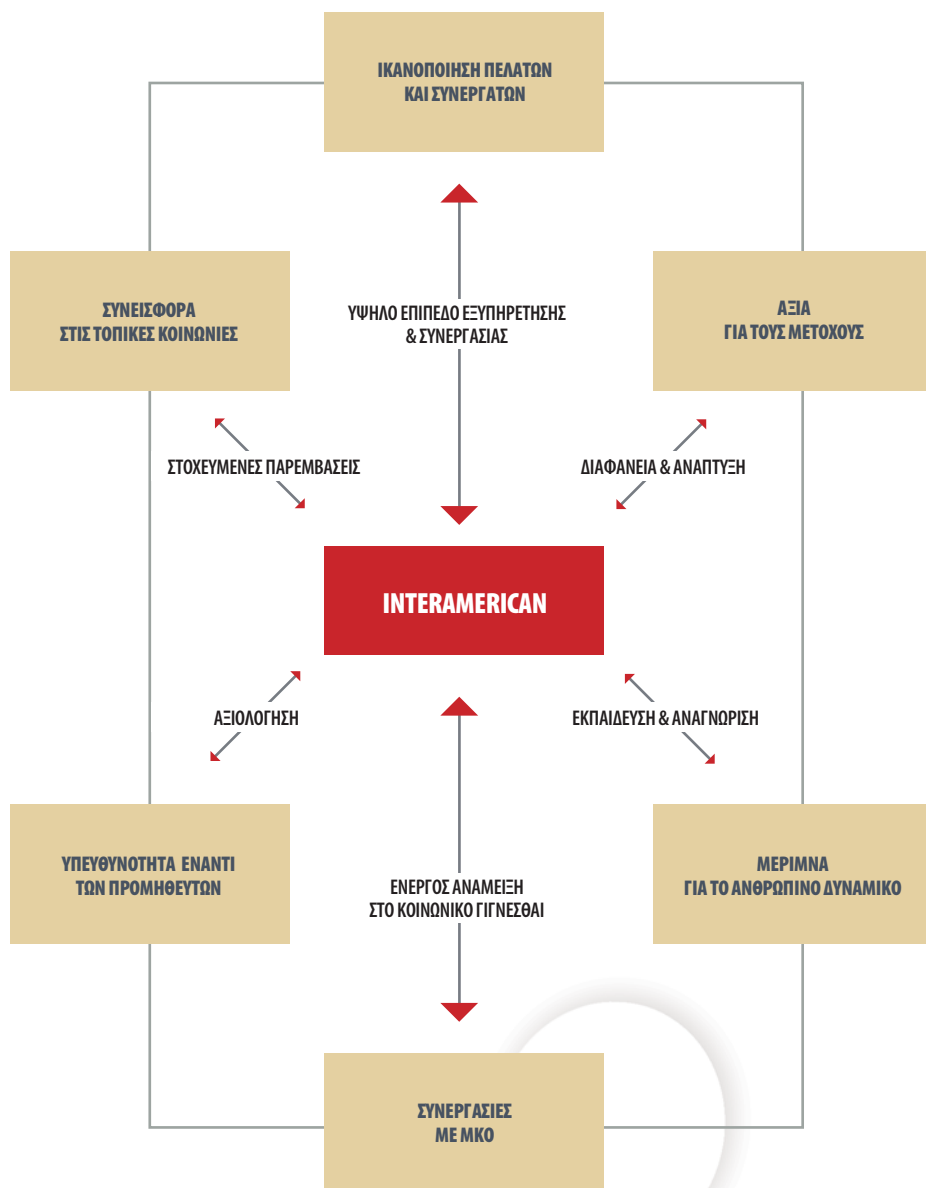 ΙΚΑΝΟΠΟΙΗΣΗ ΠΕΛΑΤΩΝ
ΚΑΙ ΣΥΝΕΡΓΑΤΩΝ
ΣΥΝΕΙΣΦΟΡΑ
ΣΤΙΣ ΤΟΠΙΚΕΣ ΚΟΙΝΩΝΙΕΣ
ΥΨΗΛΟ ΕΠΙΠΕΔΟ ΕΞΥΠΗΡΕΤΗΣΗΣ
& ΣΥΝΕΡΓΑΣΙΑΣ
ΑΞΙΑ
ΓΙΑ ΤΟΥΣ ΜΕΤΟΧΟΥΣ
ΣΤΟΧΕΥΜΕΝΕΣ ΠΑΡΕΜΒΑΣΕΙΣ
ΔΙΑΦΑΝΕΙΑ & ΑΝΑΠΤΥΞΗ
INTERAMERICAN
ΑΞΙΟΛΟΓΗΣΗ
ΕΚΠΑΙΔΕΥΣΗ & ΑΝΑΓΝΩΡΙΣΗ
ΥΠΕΥΘΥΝΟΤΗΤΑ ΕΝΑΝΤΙ
ΤΩΝ ΠΡΟΜΗΘΕΥΤΩΝ
ΕΝΕΡΓΟΣ ΑΝΑΜΕΙΞΗ
ΣΤΟ ΚΟΙΝΩΝΙΚΟ ΓΙΓΝΕΣΘΑΙ
ΜΕΡΙΜΝΑ
ΓΙΑ ΤΟ ΑΝΘΡΩΠΙΝΟ ΔΥΝΑΜΙΚΟ
ΣΥΝΕΡΓΑΣΙΕΣ
ΜΕ ΜΚΟ